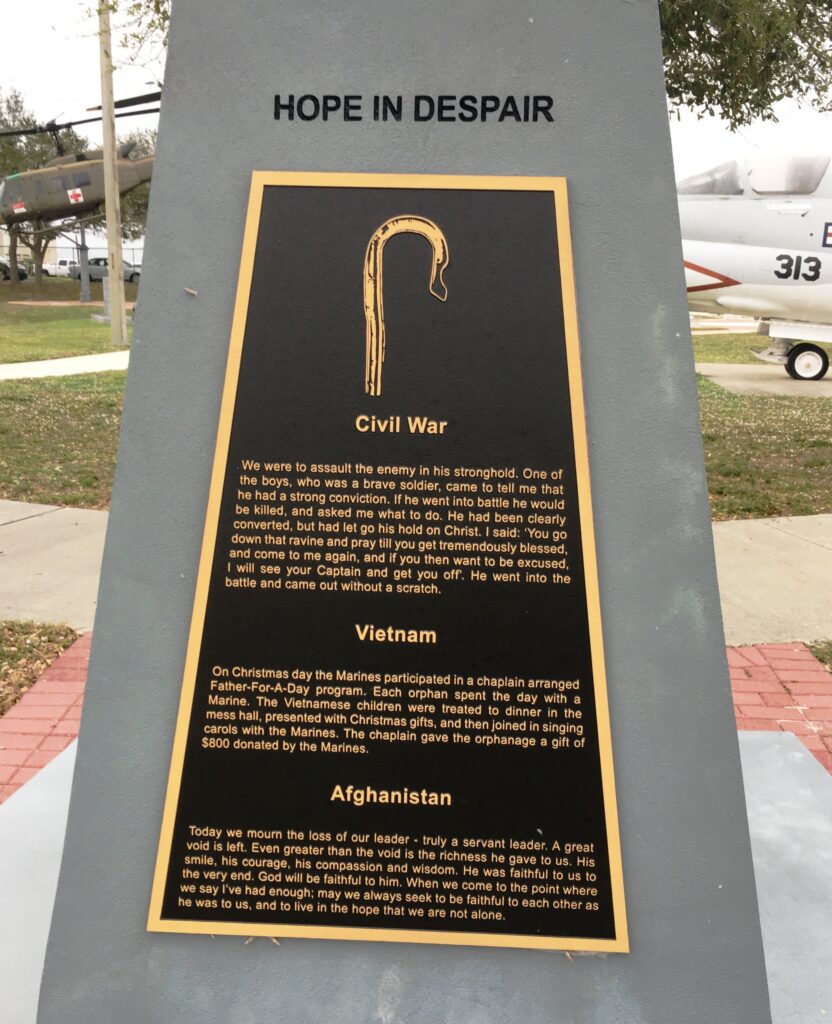 HOPE IN DESPAIR
313
Civil War
We were to assault the enemy in his stronghold. One of
the boys, who was a brave soldier, came to tell me that
he had a strong conviction. If he went into battle he would
be killed, and asked me what to do. He had been clearly
converted, but had let go his hold on Christ. I said: 'You go
down that ravine and pray till you get tremendously blessed,
and come to me again, and if you then want to be excused,
I will see your Captain and get you off'. He went into the
battle and came out without a scratch.
Vietnam
On Christmas day the Marines participated in a chaplain arranged
Father-For-A-Day program. Each orphan spent the day with a
Marine. The Vietnamese children were treated to dinner in the
mess hall, presented with Christmas gifts, and then joined in singing
carols with the Marines. The chaplain gave the orphanage a gift of
$800 donated by the Marines.
Afghanistan
Today we mourn the loss of our leader - truly a servant leader. A great
void is left. Even greater than the void is the richness he gave to us. His
smile, his courage, his compassion and wisdom. He was faithful to us to
the very end. God will be faithful to him. When we come to the point where
we say I've had enough; may we always seek to be faithful to each other as
he was to us, and to live in the hope that we are not alone.